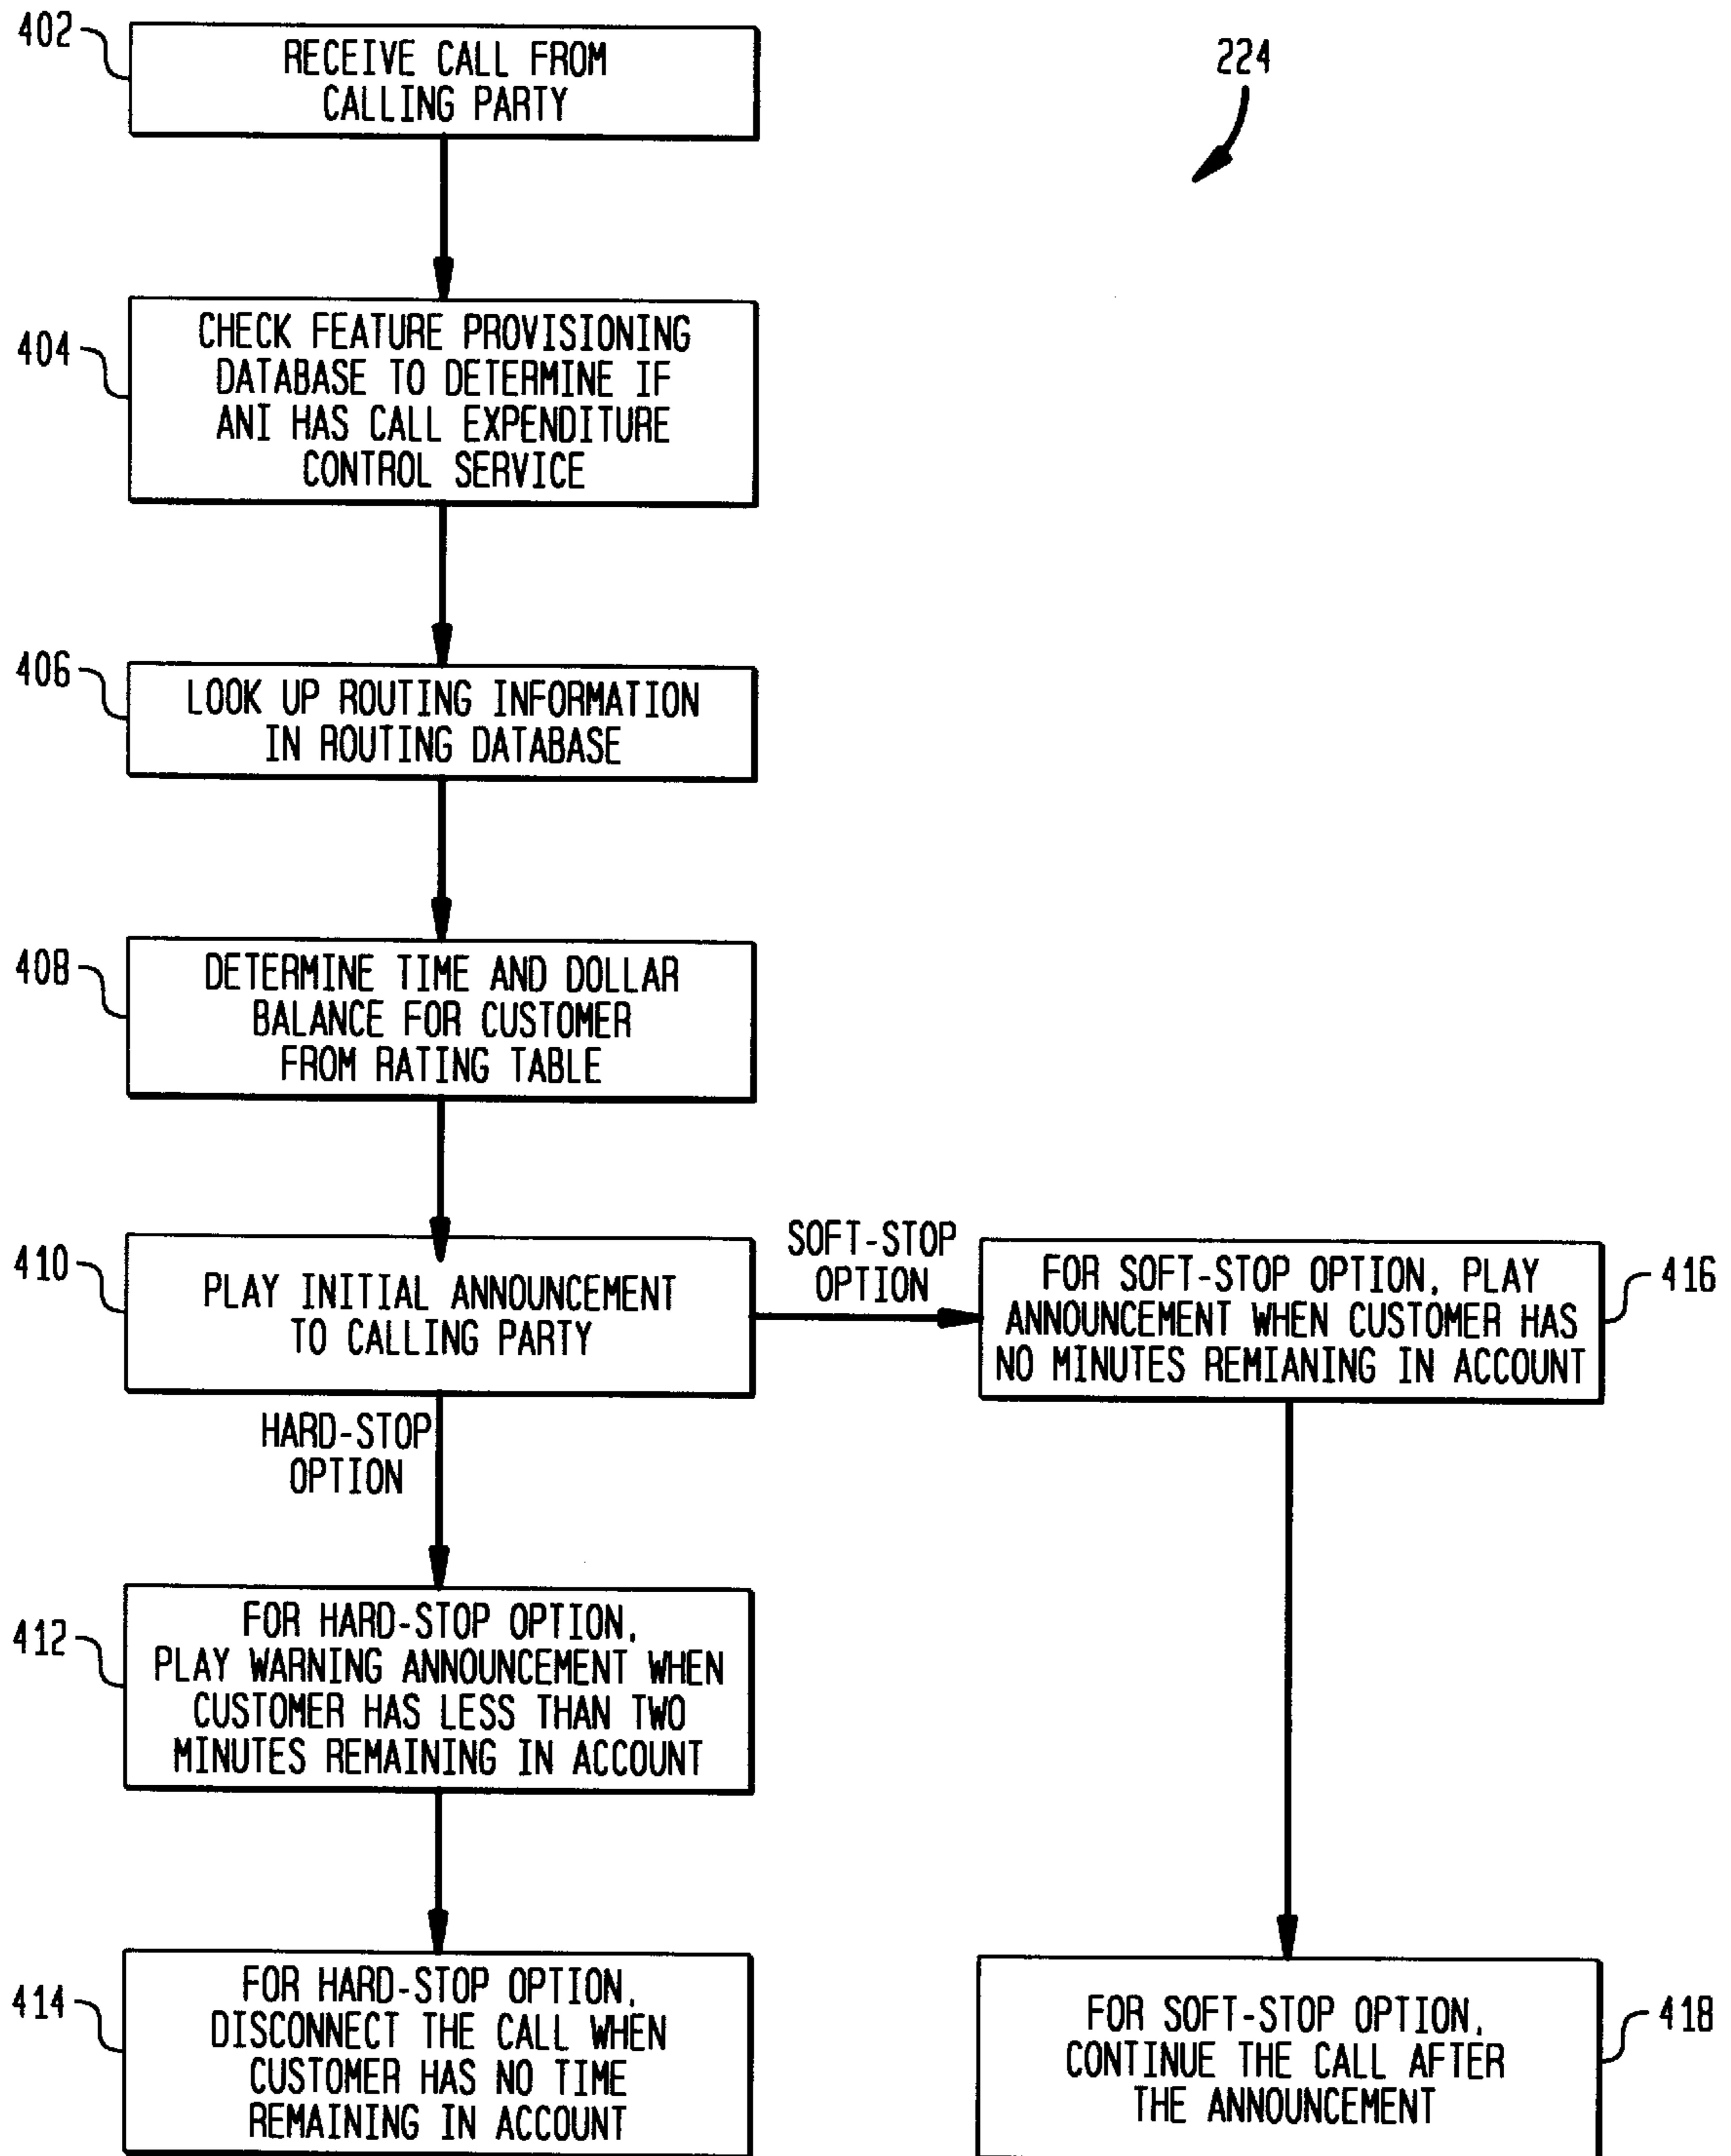 402
RECEIVE CALL FROM
CALLING PARTY
224
404
CHECK FEATURE PROVISIONING
DATABASE TO DETERMINE IF
ANI HAS CALL EXPENDITURE
CONTROL SERVICE
406
LOOK UP ROUTING INFORMATION
IN ROUTING DATABASE
408
DETERMINE TIME AND DOLLAR
BALANCE FOR CUSTOMER
FROM RATING TABLE
410
PLAY INITIAL ANNOUNCEMENT
TO CALLING PARTY
SOFT-STOP
OPTION
FOR SOFT-STOP OPTION, PLAY
ANNOUNCEMENT WHEN CUSTOMER HAS
NO MINUTES REMIANING IN ACCOUNT
416
HARD-STOP
OPTION
412
FOR HARD-STOP OPTION,
PLAY WARNING ANNOUNCEMENT WHEN
CUSTOMER HAS LESS THAN TWO
MINUTES REMAINING IN ACCOUNT
414
FOR HARD-STOP OPTION,
DISCONNECT THE CALL WHEN
CUSTOMER HAS NO TIME
REMAINING IN ACCOUNT
FOR SOFT-STOP OPTION,
CONTINUE THE CALL AFTER
THE ANNOUNCEMENT
418